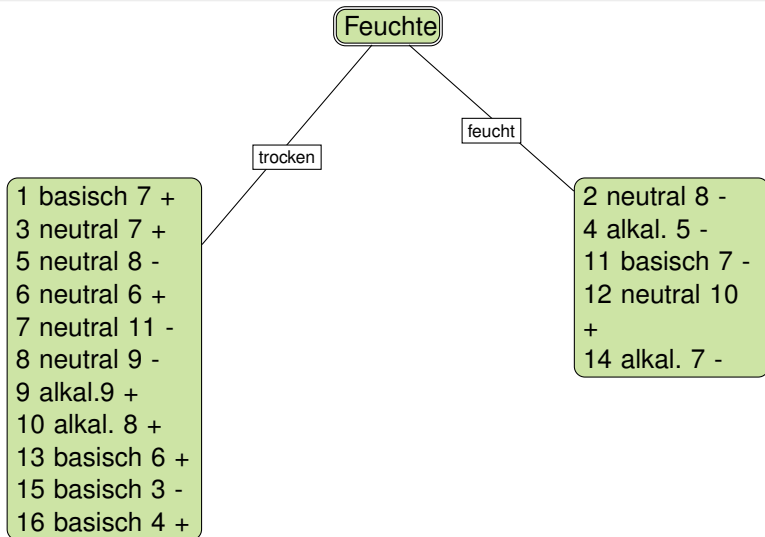 Feuchte
trocken
feucht
1 basisch 7 +
3 neutral 7 +
5 neutral 8 -
6 neutral 6 +
7 neutral 11 -
8 neutral 9 -
9 alkal.9 +
10 alkal. 8 +
13 basisch 6 +
15 basisch 3 -
16 basisch 4 +
2 neutral 8 -
4 alkal. 5 -
11 basisch 7 -
12 neutral 10
+
14 alkal. 7 -